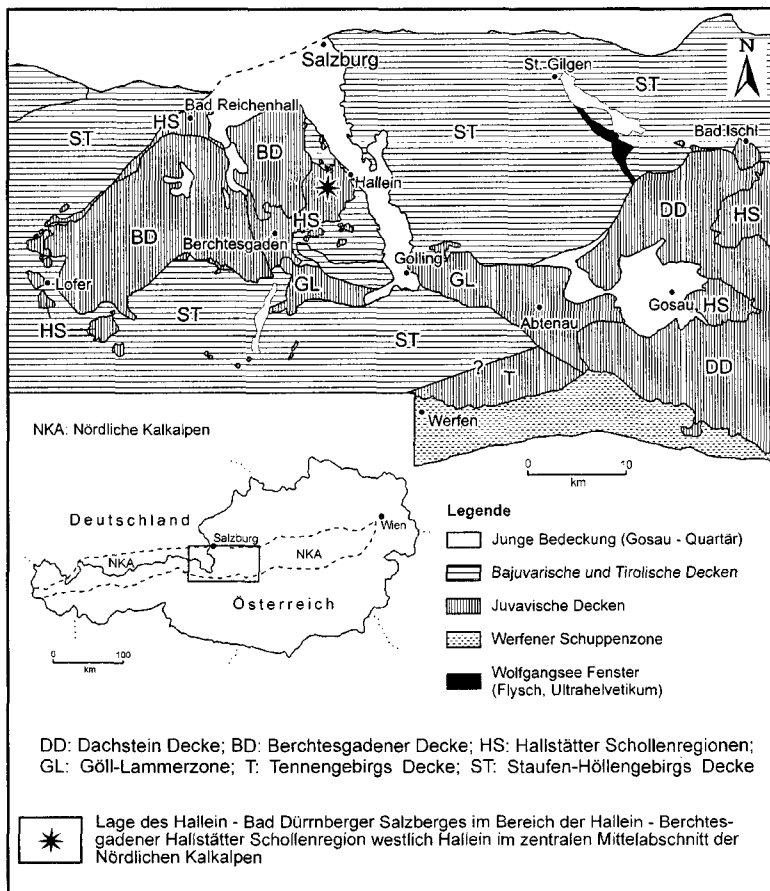 Salzburg
St. Gilgen
N
ST
Bad Reichenhall
HS
ST
ST
Bad Ischl
BD
Hallein
DD
HS
HS
BD
Berchtesgaden
Golling
Lofer
GL
GL
Gosau
HS
Abtenau
HS
ST
ST
DD
?
T
Werfen
NKA: Nördliche Kalkalpen
0 10
km
Deutschland
Wien
Salzburg
NKA
NKA
Österreich
0 100
km
Legende
Junge Bedeckung (Gosau - Quartär)
Bajuvarische und Tirolische Decken
Juvavische Decken
Werfener Schuppenzone
Wolfgangsee Fenster
(Flysch, Ultrahelvetikum)
DD: Dachstein Decke; BD: Berchtesgadener Decke; HS: Hallstätter Schollenregionen;
GL: Göll-Lammerzone; T: Tennengebirgs Decke; ST: Staufen-Höllengebirgs Decke
Lage des Hallein - Bad Dürrnberger Salzberges im Bereich der Hallein - Berchtes-
gadener Hallstätter Schollenregion westlich Hallein im zentralen Mittelabschnitt der
Nördlichen Kalkalpen